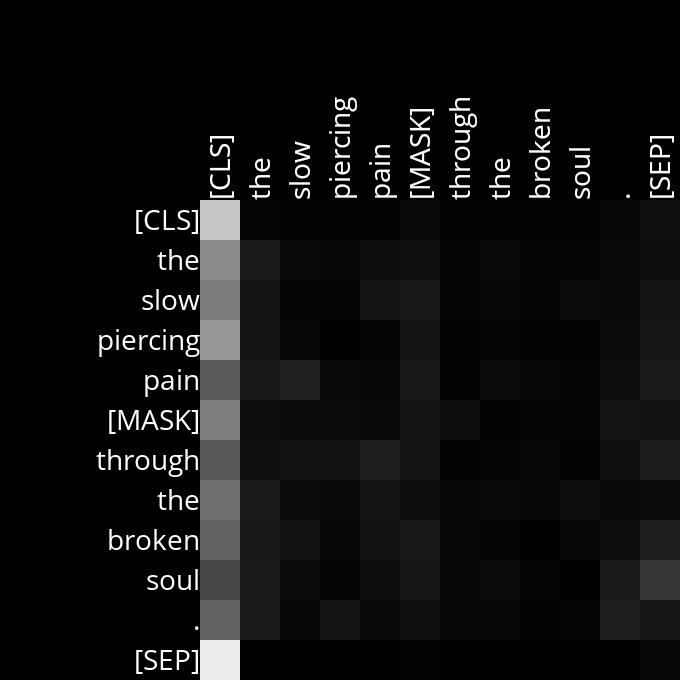 [CLS] the slow piercing pain [MASK] through the broken soul . [SEP]
[CLS]
the
slow
piercing
pain
[MASK]
through
the
broken
soul
.
[SEP]